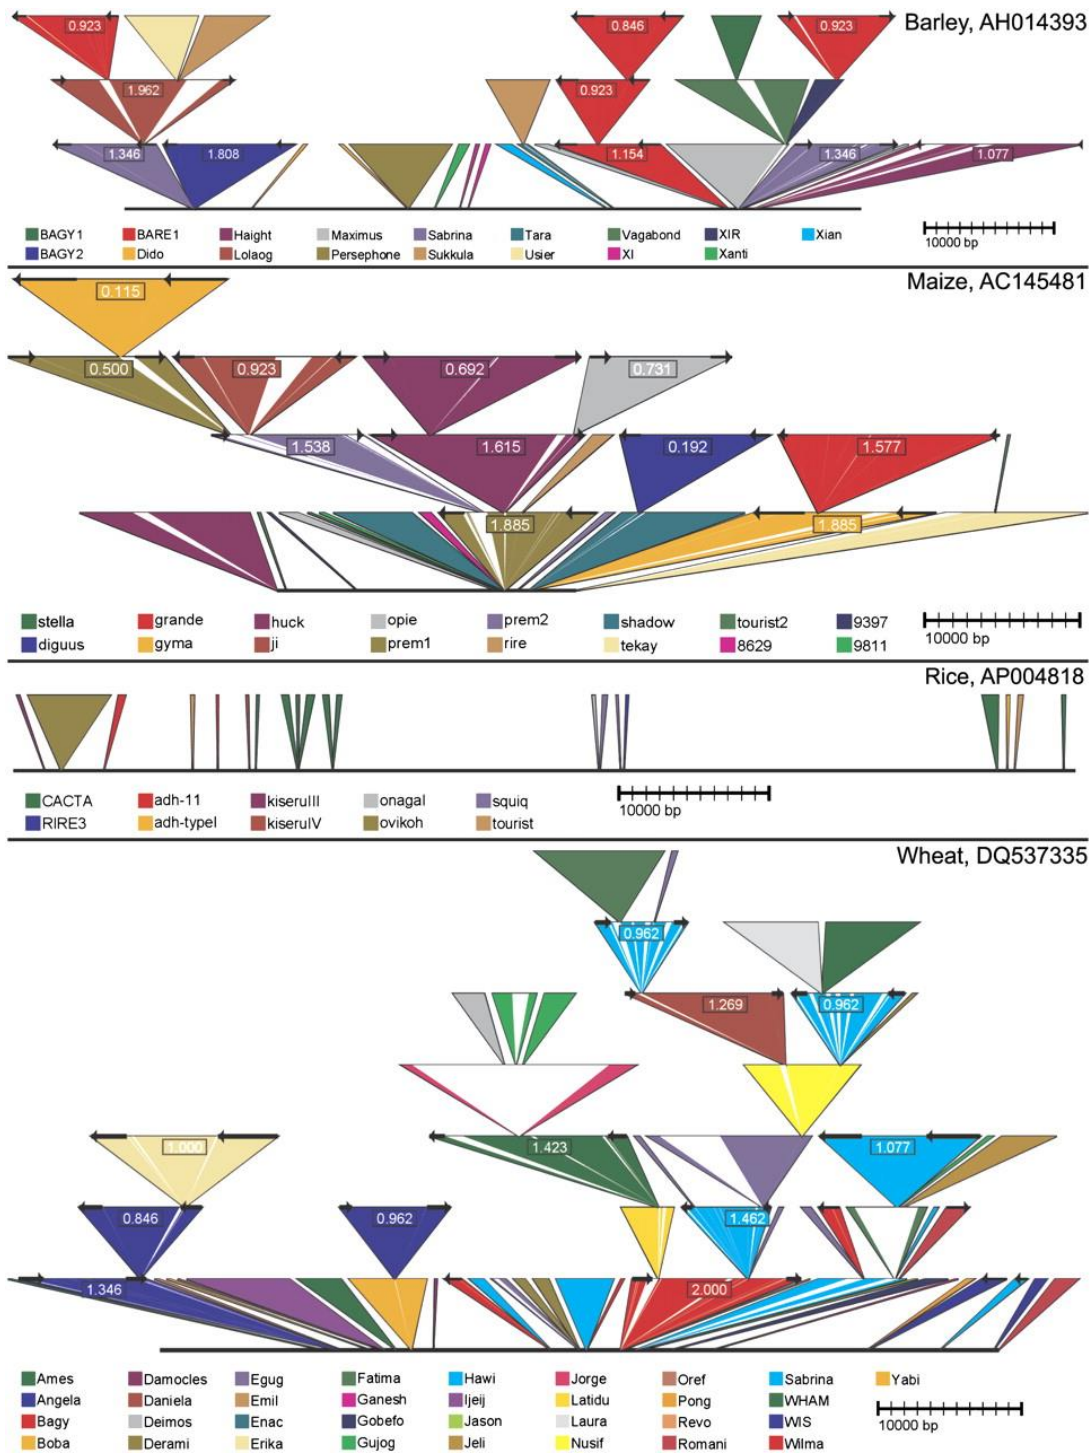 Barley, AH014393
0.923 0.846 0.923
1.962 0.923
1.346 1.808 1.154 1.346 1.077
BAGY1 BARE1 Haight Maximus Sabrina Tara Vagabond XIR Xian
BAGY2 Dido Lolaog Persephone Sukkula Usier XI Xanti
10000 bp
Maize, AC145481
0.115
0.500 0.923 0.692 0.731
1.538 1.615 0.192 1.577
1.885 1.885
stella grande huck opie prem2 shadow tourist2 9397
diguus gyma ji prem1 rire tekay 8629 9811
10000 bp
Rice, AP004818
CACTA adh-11 kiseruIII onagal squiq
RIRE3 adh-typeI kiseruIV ovikoh tourist
10000 bp
Wheat, DQ537335
0.962
1.269 0.962
1.000 1.423 1.077
0.846 0.962 1.462
1.346 2.000
Ames Damocles Egug Fatima Hawi Jorge Oref Sabrina Yabi
Angela Daniela Emil Ganesh Ijeij Latidu Pong WHAM
Bagy Deimos Enac Gobefo Jason Laura Revo WIS
Boba Derami Erika Gujog Jeli Nusif Romani Wilma
10000 bp